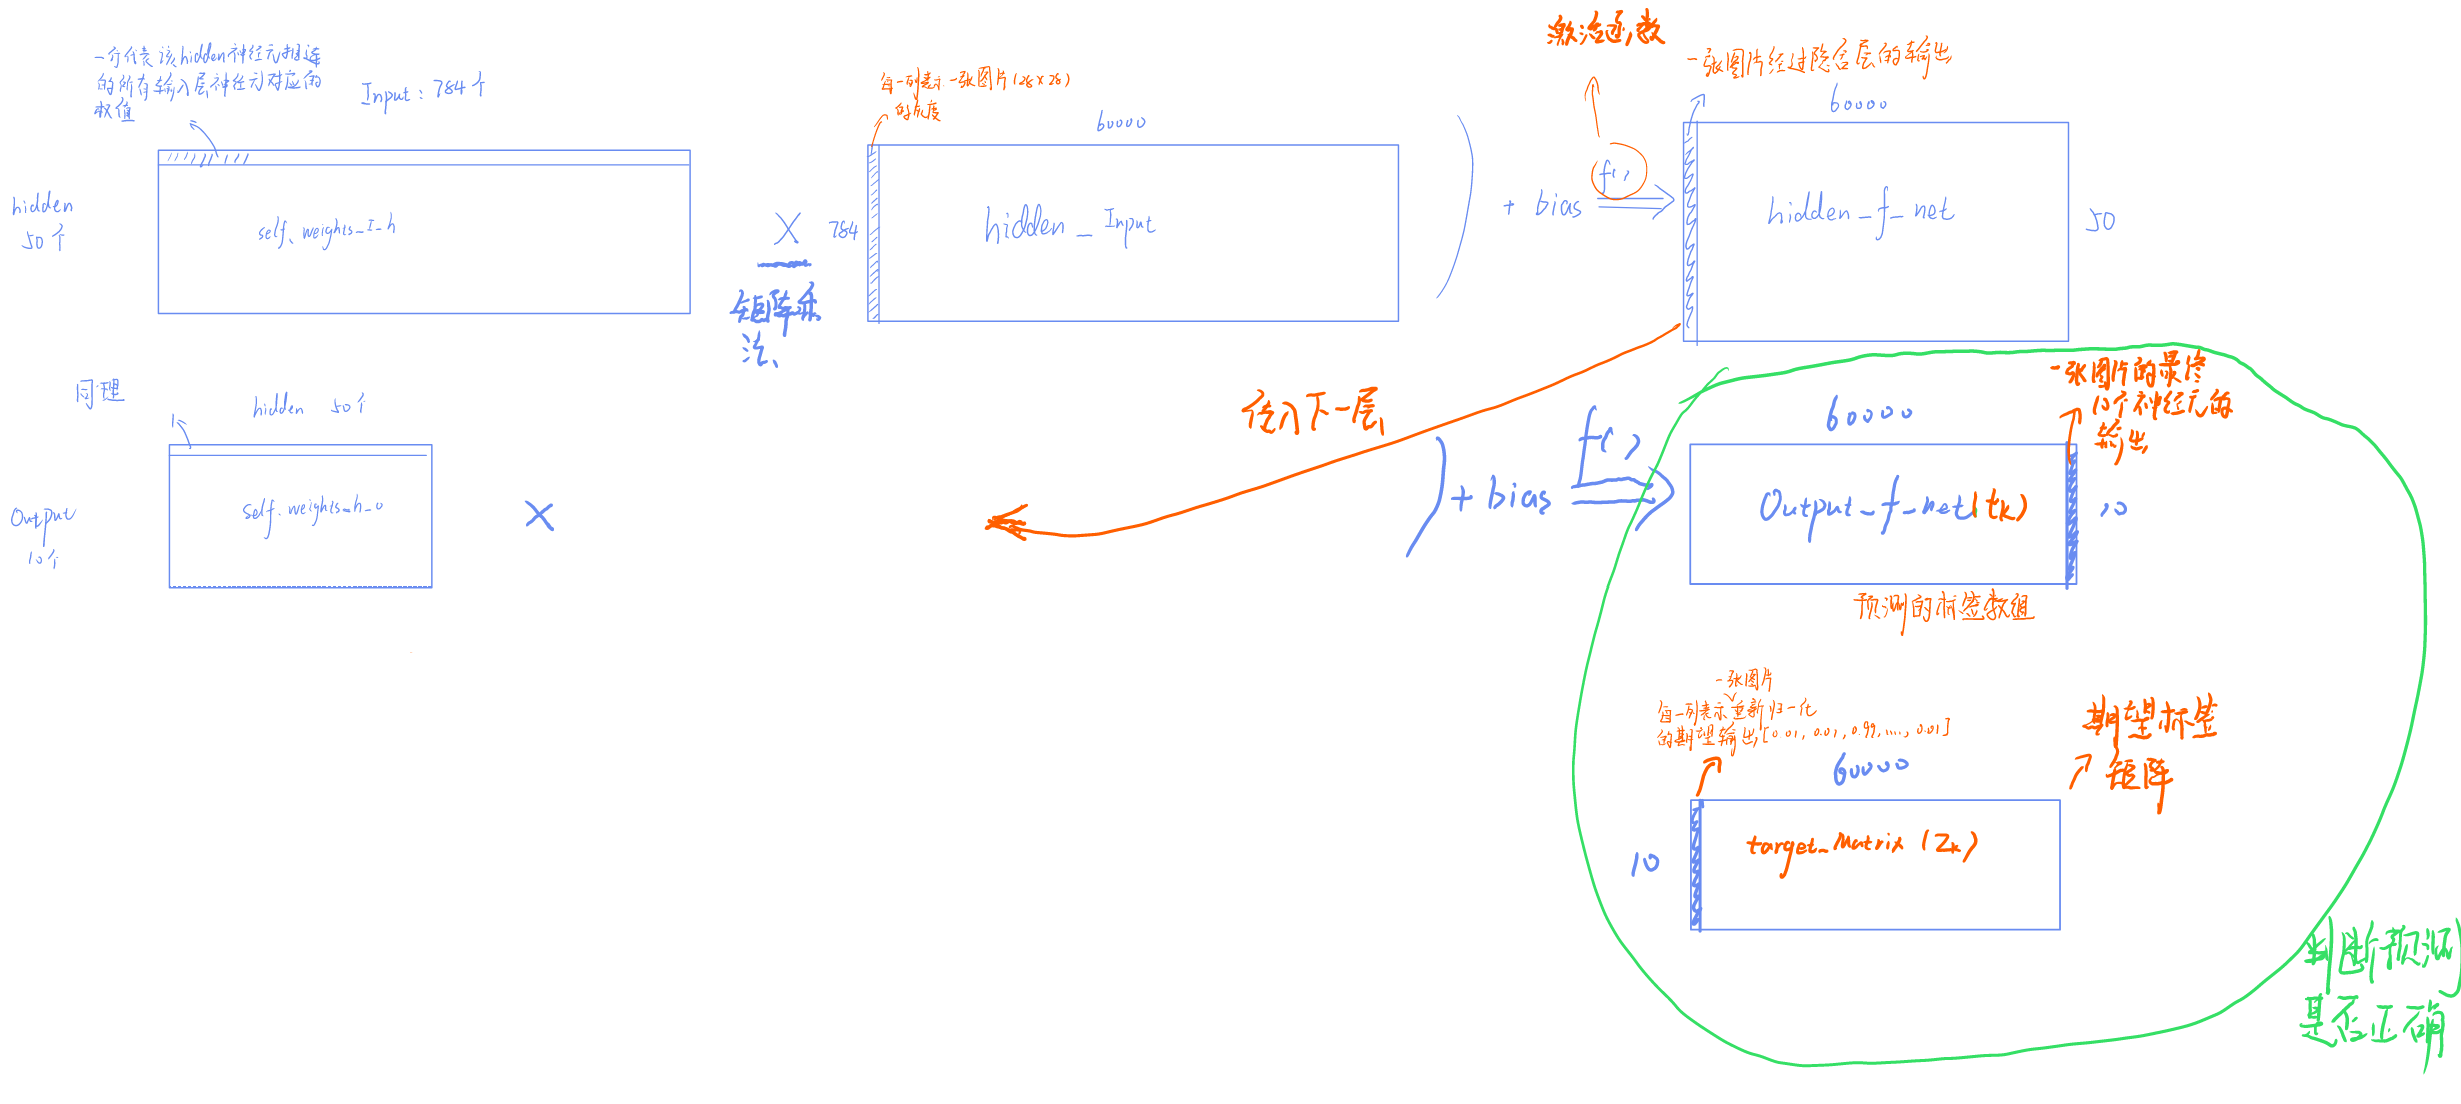 一行代表该hidden神经元相连
的所有输入层神经元对应的
权值
Input：784个
hidden
50个
self.weights_I_h
X
矩阵乘
法
每一列表示一张图片(28×28)
的灰度
60000
784
hidden_Input
+ bias
激活函数
f( )
一张图片经过隐含层的输出
60000
hidden_f_net
50
同理
hidden 50个
Output
10个
self.weights_h_o
X
传入下一层
+ bias
f( )
一张图片的最终
10个神经元的
输出
60000
Output_f_net(tk)
10
预测的标签数组
一张图片
每一列表示重新归一化
的期望输出[0.01, 0.01, 0.99, ...., 0.01]
60000
期望标签
矩阵
10
target_Matrix (Zk)
判断预测
是否正确